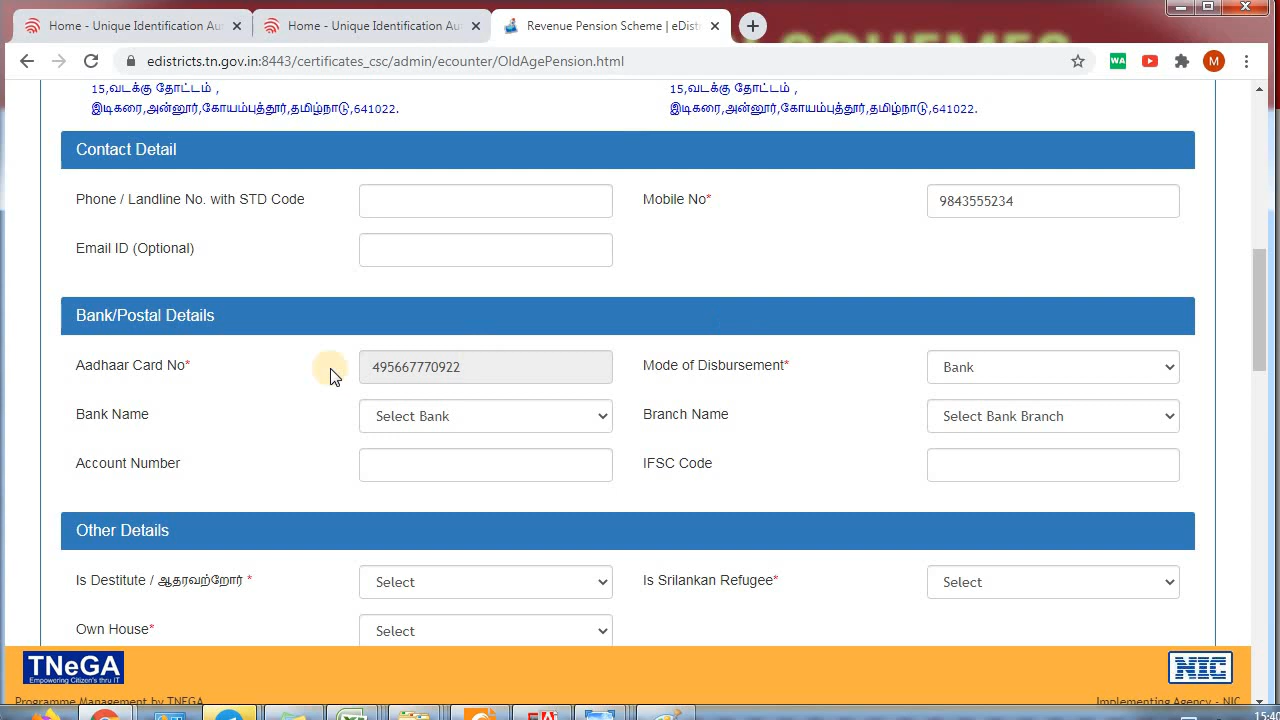 Home - Unique Identification Au
Home - Unique Identification Au
Revenue Pension Scheme | eDist
edistricts.tn.gov.in:8443/certificates_csc/admin/ecounter/OldAgePension.html
WA
M
15,வடக்கு தோட்டம் ,
இடிகரை,அன்னூர்,கோயம்புத்தூர்,தமிழ்நாடு,641022.
15,வடக்கு தோட்டம் ,
இடிகரை,அன்னூர்,கோயம்புத்தூர்,தமிழ்நாடு,641022.
Contact Detail
Phone / Landline No. with STD Code
Mobile No* 9843555234
Email ID (Optional)
Bank/Postal Details
Aadhaar Card No* 495667770922 Mode of Disbursement* Bank
Bank Name Select Bank Branch Name Select Bank Branch
Account Number IFSC Code
Other Details
Is Destitute / ஆதரவற்றோர் * Select Is Srilankan Refugee* Select
Own House* Select
TNeGA
Empowering Citizen's thru IT
NIC
Programme Management by TNEGA
Implementing Agency - NIC
15:40